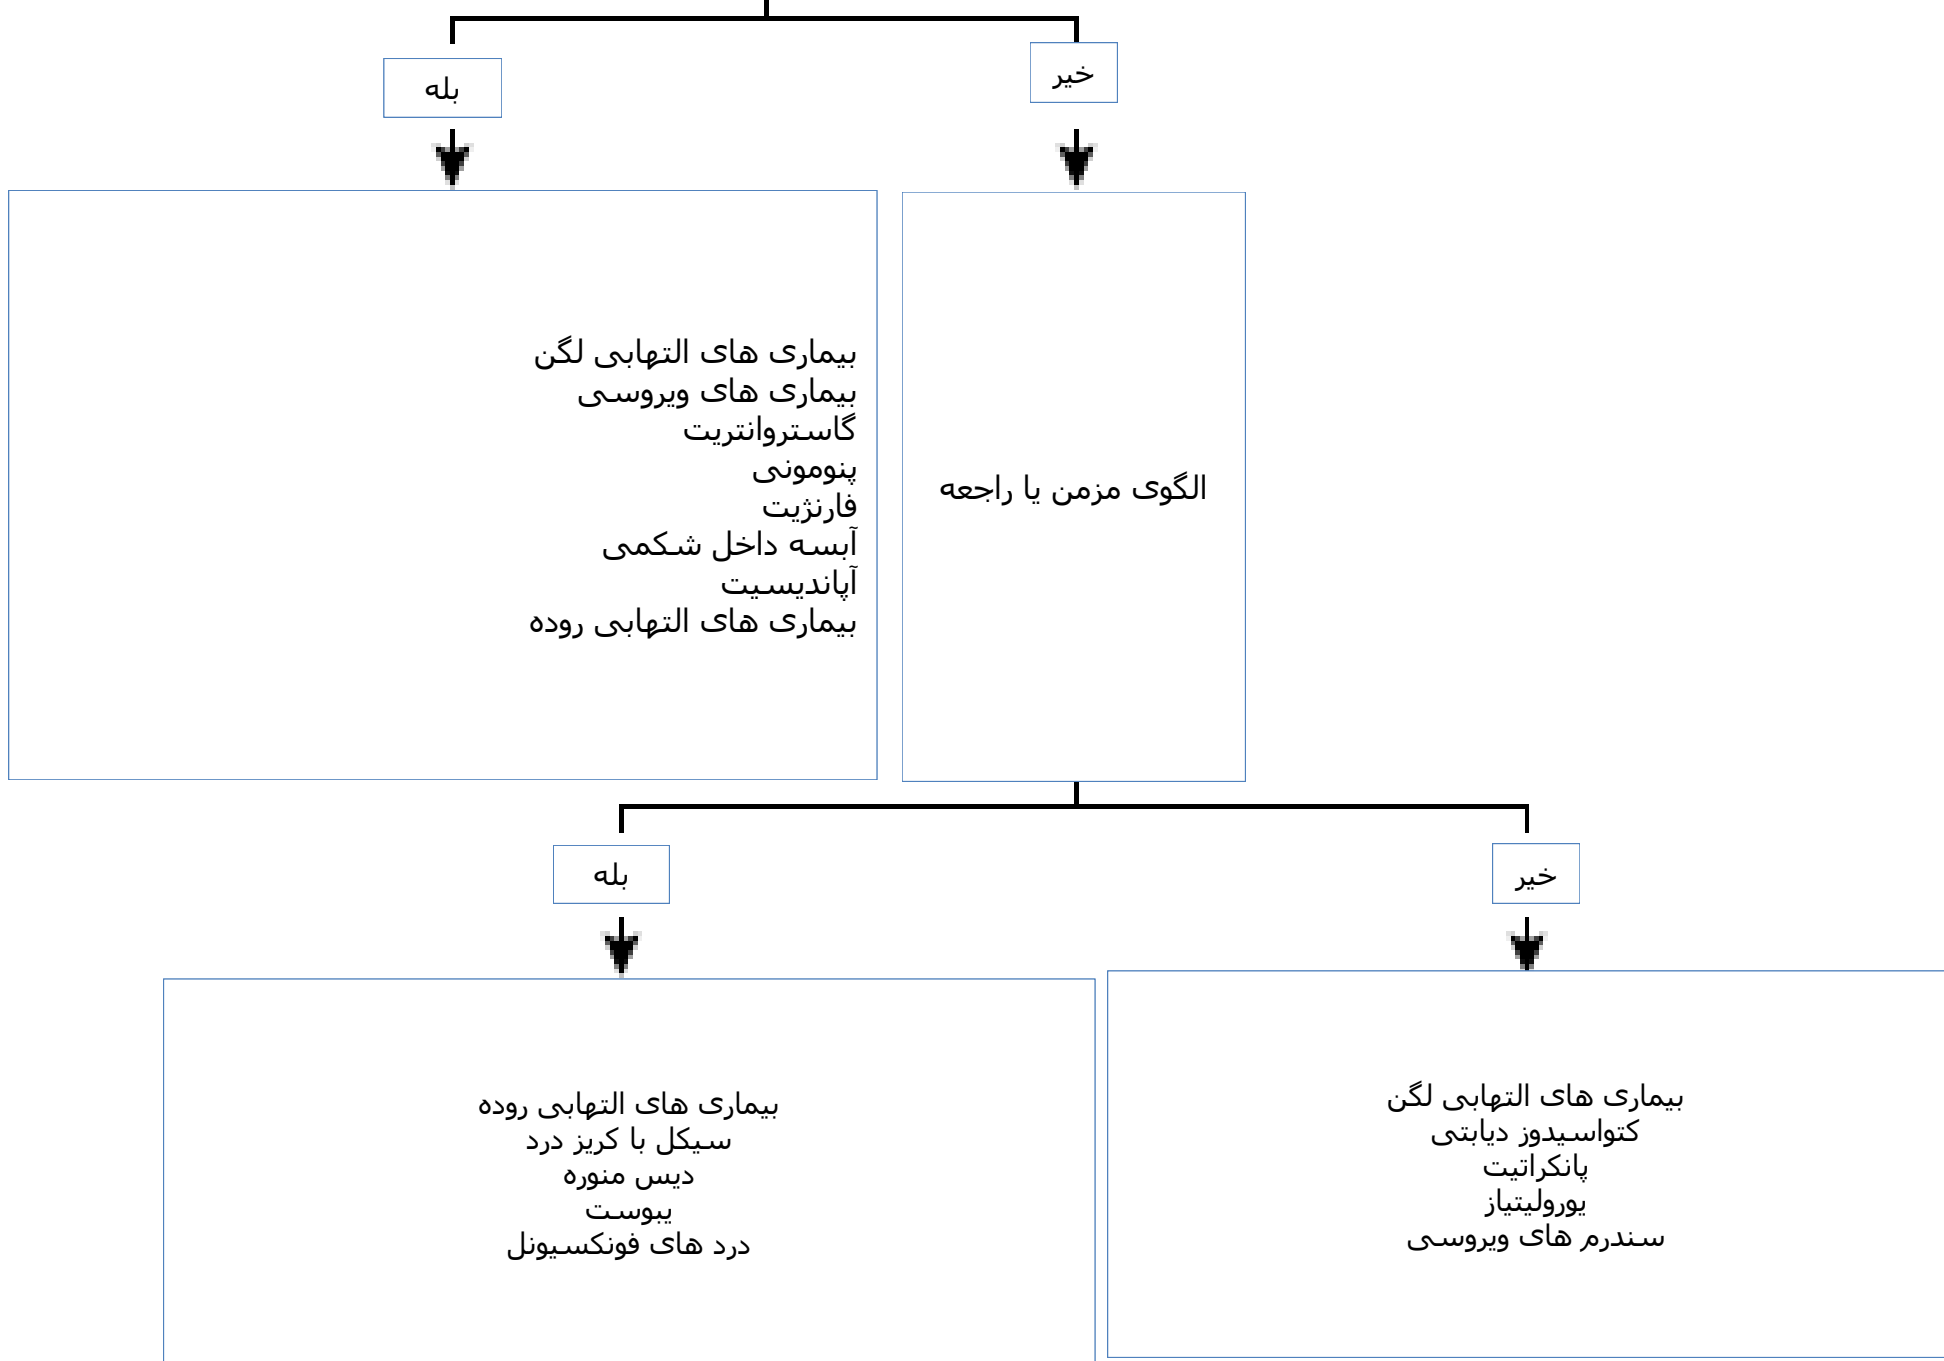 خیر
بله
الگوی مزمن یا راجعه
بیماری های التهابی لگن
بیماری های ویروسی
گاستروانتریت
پنومونی
فارنژیت
آبسه داخل شکمی
آپاندیسیت
بیماری های التهابی روده
خیر
بله
بیماری های التهابی لگن
کتواسیدوز دیابتی
پانکراتیت
یورولیتیاز
سندرم های ویروسی
بیماری های التهابی روده
سیکل با کریز درد
دیس منوره
یبوست
درد های فونکسیونل